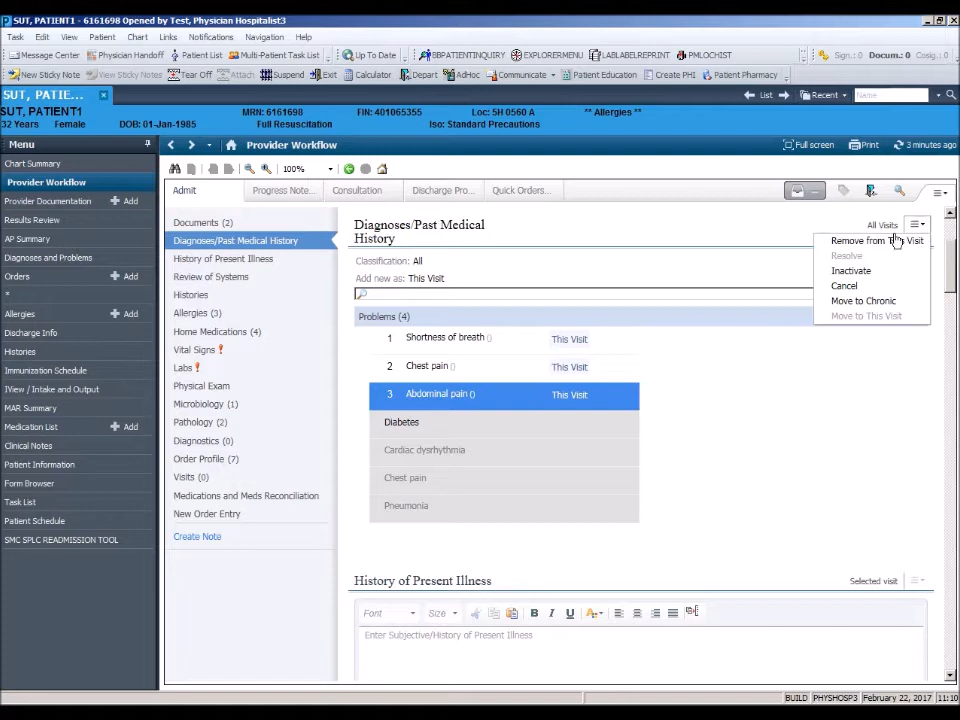 SUT, PATIENT1 - 6161698 Opened by Test, Physician Hospitalist3
Task Edit View Patient Chart Links Notifications Navigation Help
Message Center Physician Handoff Patient List Multi-Patient Task List Up To Date BBPATIENTINQUIRY EXPLORERMENU LABLABELREPRINT PMLOCHIST Sign.: 0 Docum.: 0 Cosig.: 0
New Sticky Note View Sticky Notes Tear Off Attach Suspend Exit Calculator Depart AdHoc Communicate Patient Education Create PHI Patient Pharmacy
SUT, PATIE... List Recent Name
SUT, PATIENT1 MRN: 6161698 FIN: 401065355 Loc: 5H 0560 A ** Allergies **
32 Years Female DOB: 01-Jan-1985 Full Resuscitation Iso: Standard Precautions
Menu Provider Workflow Full screen Print 3 minutes ago
Chart Summary
Provider Workflow
Provider Documentation Add
Results Review
AP Summary
Diagnoses and Problems
Orders Add
*
Allergies Add
Discharge Info
Histories
Immunization Schedule
IView / Intake and Output
MAR Summary
Medication List Add
Clinical Notes
Patient Information
Form Browser
Task List
Patient Schedule
SMC SPLC READMISSION TOOL
100%
Admit Progress Note... Consultation Discharge Pro... Quick Orders...
Documents (2)
Diagnoses/Past Medical History
History of Present Illness
Review of Systems
Histories
Allergies (3)
Home Medications (4)
Vital Signs !
Labs !
Physical Exam
Microbiology (1)
Pathology (2)
Diagnostics (0)
Order Profile (7)
Visits (0)
Medications and Meds Reconciliation
New Order Entry
Create Note
Diagnoses/Past Medical
History
All Visits
Classification: All
Add new as: This Visit
Remove from This Visit
Resolve
Inactivate
Cancel
Move to Chronic
Move to This Visit
Problems (4)
1 Shortness of breath () This Visit
2 Chest pain () This Visit
3 Abdominal pain () This Visit
Diabetes
Cardiac dysrhythmia
Chest pain
Pneumonia
History of Present Illness Selected visit
Font Size B I U A
Enter Subjective/History of Present Illness
BUILD PHYSHOSP3 February 22, 2017 11:10